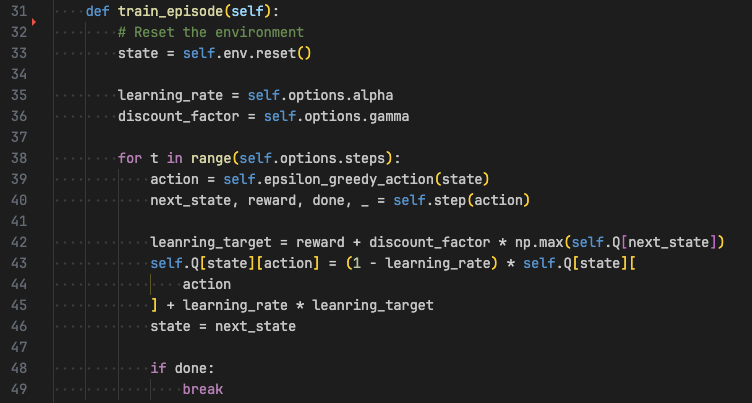 31 def train_episode(self):
32 # Reset the environment
33 state = self.env.reset()
34
35 learning_rate = self.options.alpha
36 discount_factor = self.options.gamma
37
38 for t in range(self.options.steps):
39 action = self.epsilon_greedy_action(state)
40 next_state, reward, done, _ = self.step(action)
41
42 leanring_target = reward + discount_factor * np.max(self.Q[next_state])
43 self.Q[state][action] = (1 - learning_rate) * self.Q[state][
44 action
45 ] + learning_rate * leanring_target
46 state = next_state
47
48 if done:
49 break